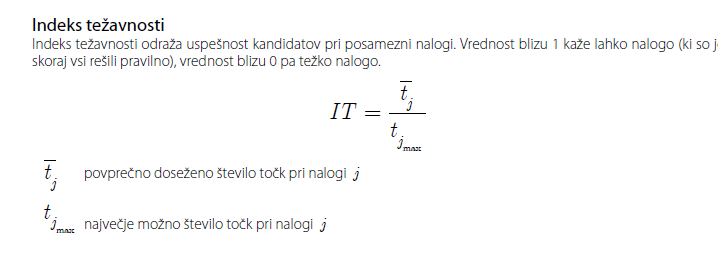 Indeks težavnosti
Indeks težavnosti odraža uspešnost kandidatov pri posamezni nalogi. Vrednost blizu 1 kaže lahko nalogo (ki so j
skoraj vsi rešili pravilno), vrednost blizu 0 pa težko nalogo.
$IT = \frac{\overline{t}_{j}}{t_{j_{max}}}$
$\overline{t}_{j}$ povprečno doseženo število točk pri nalogi j
$t_{j_{max}}$ največje možno število točk pri nalogi j